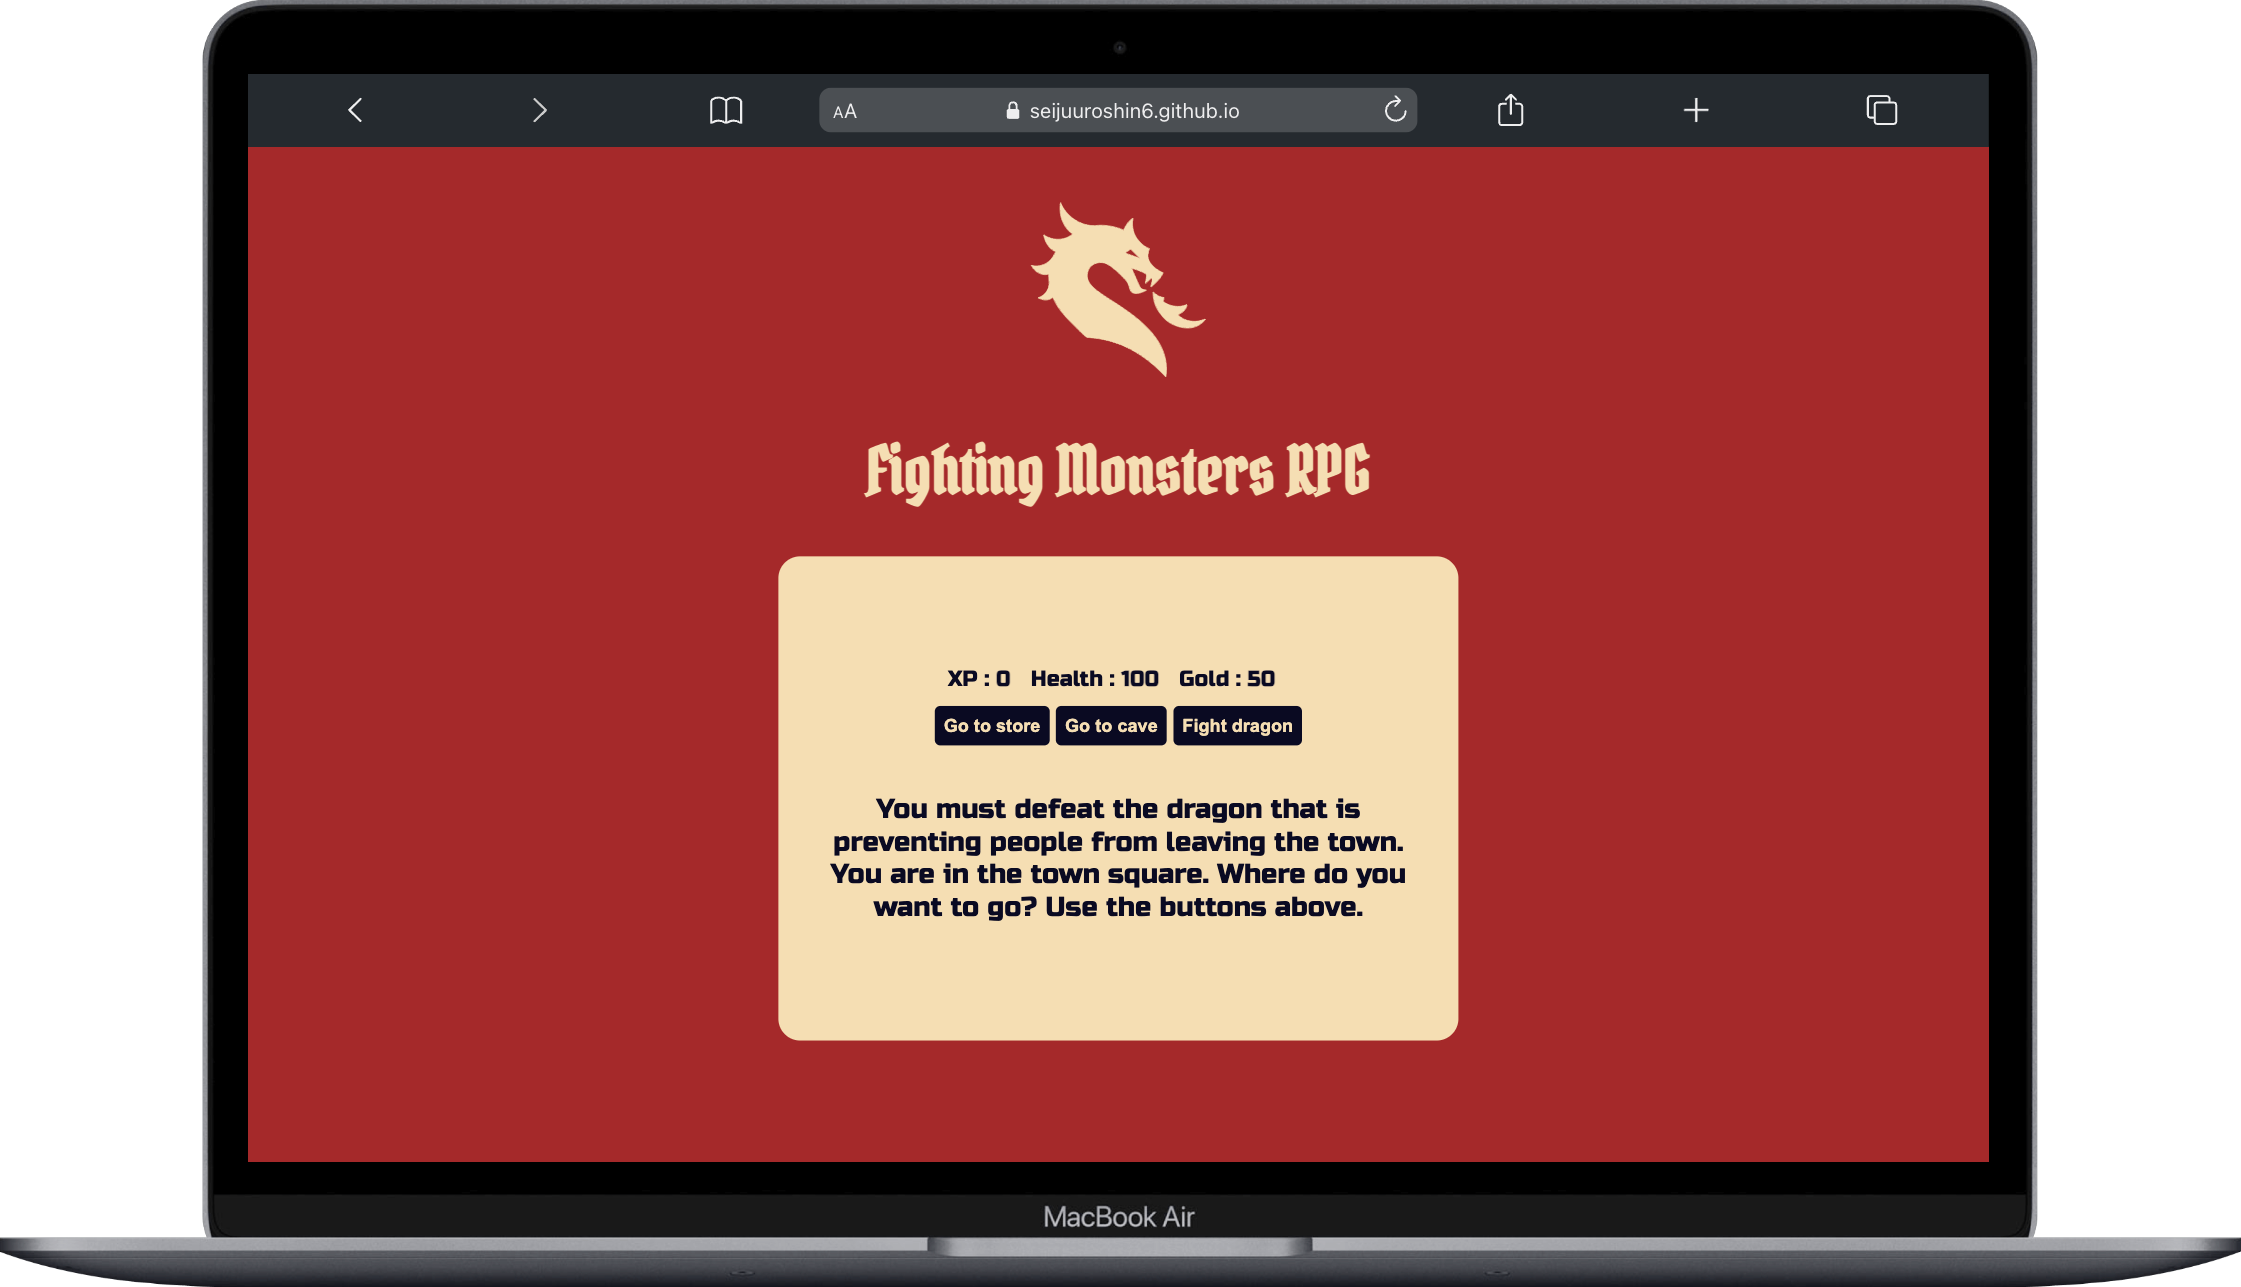 AA seijuuroshin6.github.io
Fighting Monsters RPG
XP : 0 Health : 100 Gold : 50
Go to store Go to cave Fight dragon
You must defeat the dragon that is
preventing people from leaving the town.
You are in the town square. Where do you
want to go? Use the buttons above.
MacBook Air